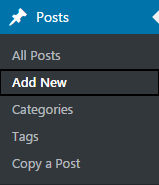 Posts
All Posts
Add New
Categories
Tags
Copy a Post